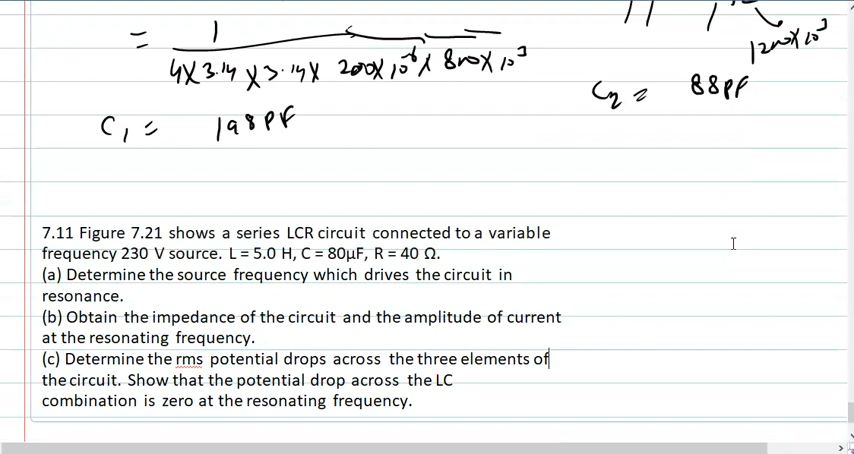 = 1
4 X 3.14 X 3.14 X 200 X 10⁻⁶ X 800 X 10³
1200 X 10³
C₁ = 198 PF
C₂ = 88 PF
7.11 Figure 7.21 shows a series LCR circuit connected to a variable
frequency 230 V source. L = 5.0 H, C = 80μF, R = 40 Ω.
(a) Determine the source frequency which drives the circuit in
resonance.
(b) Obtain the impedance of the circuit and the amplitude of current
at the resonating frequency.
(c) Determine the rms potential drops across the three elements of
the circuit. Show that the potential drop across the LC
combination is zero at the resonating frequency.